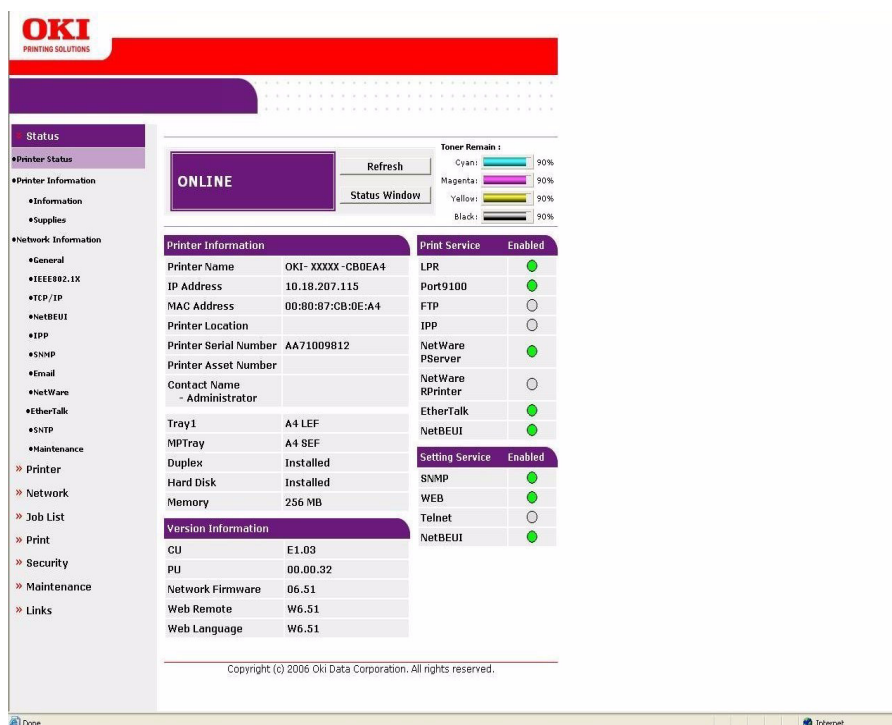 OKI
PRINTING SOLUTIONS
Status
•Printer Status
•Printer Information
•Information
•Supplies
•Network Information
•General
•IEEE802.1X
•TCP/IP
•NetBEUI
•IPP
•SNMP
•Email
•NetWare
•EtherTalk
•SNTP
•Maintenance
» Printer
» Network
» Job List
» Print
» Security
» Maintenance
» Links
ONLINE
Refresh
Status Window
Toner Remain :
Cyan: 90%
Magenta: 90%
Yellow: 90%
Black: 90%
Printer Information
Printer Name OKI- XXXXX -CB0EA4
IP Address 10.18.207.115
MAC Address 00:80:87:CB:0E:A4
Printer Location
Printer Serial Number AA71009812
Printer Asset Number
Contact Name
- Administrator
Tray1 A4 LEF
MPTray A4 SEF
Duplex Installed
Hard Disk Installed
Memory 256 MB
Version Information
CU E1.03
PU 00.00.32
Network Firmware 06.51
Web Remote W6.51
Web Language W6.51
Print Service Enabled
LPR
Port9100
FTP
IPP
NetWare
PServer
NetWare
RPrinter
EtherTalk
NetBEUI
Setting Service Enabled
SNMP
WEB
Telnet
NetBEUI
Copyright (c) 2006 Oki Data Corporation. All rights reserved.
Done
Internet